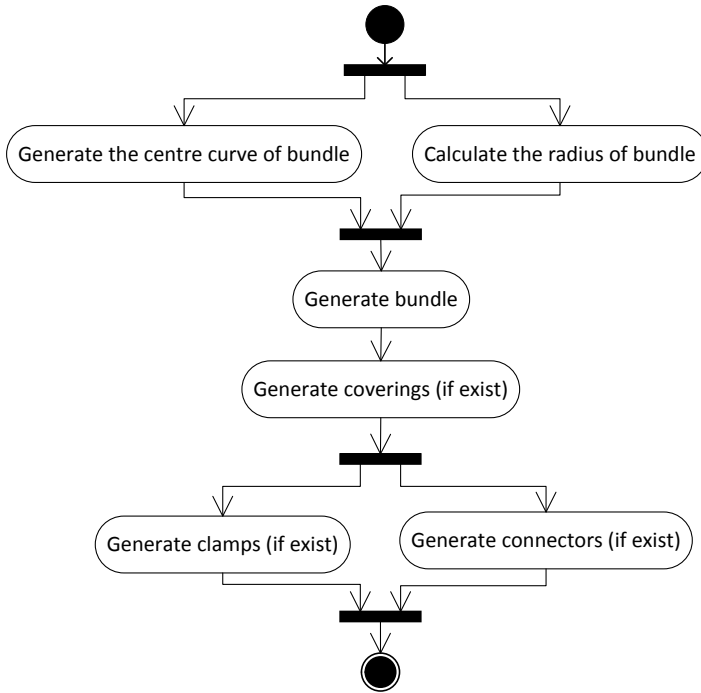 Generate the centre curve of bundle
Calculate the radius of bundle
Generate bundle
Generate coverings (if exist)
Generate clamps (if exist)
Generate connectors (if exist)